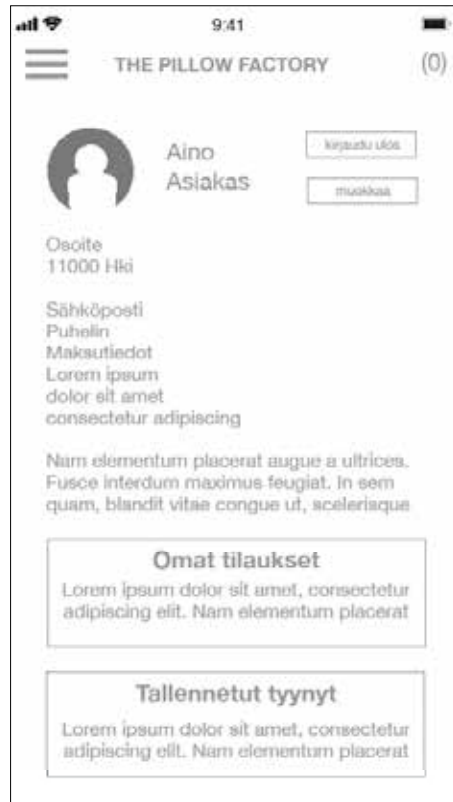 9:41
THE PILLOW FACTORY (0)
Aino
Asiakas
kirjaudu ulos
muokkaa
Osoite
11000 Hki
Sähköposti
Puhelin
Maksutiedot
Lorem ipsum
dolor sit amet
consectetur adipiscing
Nam elementum placerat augue a ultrices.
Fusce interdum maximus feugiat. In sem
quam, blandit vitae congue ut, scelerisque
Omat tilaukset
Lorem ipsum dolor sit amet, consectetur
adipiscing elit. Nam elementum placerat
Tallennetut tyynyt
Lorem ipsum dolor sit amet, consectetur
adipiscing elit. Nam elementum placerat